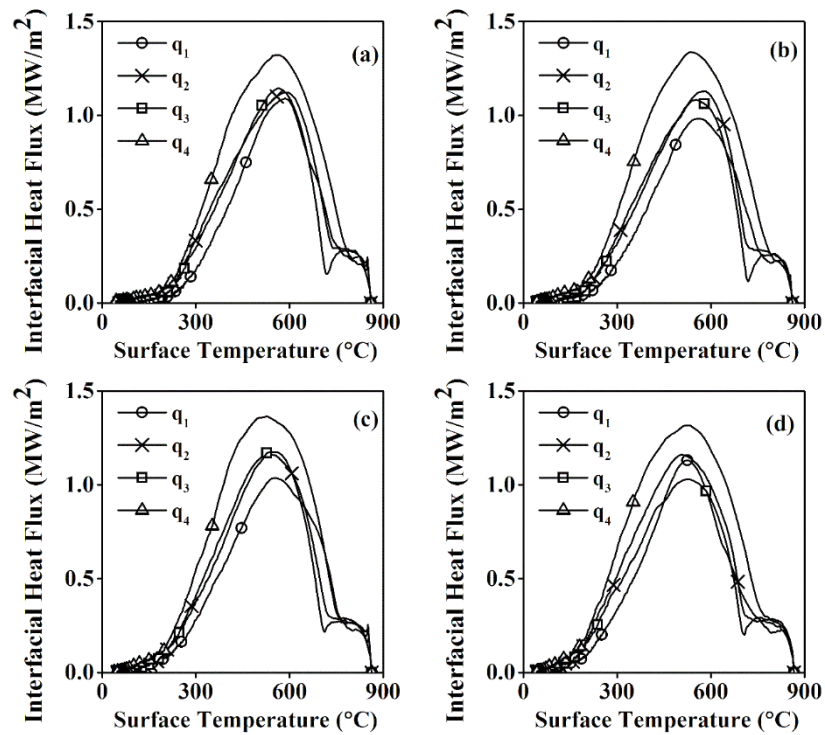 1.5
1.0
0.5
0.0
Interfacial Heat Flux (MW/m²)
q₁
q₂
q₃
q₄
(a)
0 300 600 900
Surface Temperature (°C)
1.5
1.0
0.5
0.0
Interfacial Heat Flux (MW/m²)
q₁
q₂
q₃
q₄
(b)
0 300 600 900
Surface Temperature (°C)
1.5
1.0
0.5
0.0
Interfacial Heat Flux (MW/m²)
q₁
q₂
q₃
q₄
(c)
0 300 600 900
Surface Temperature (°C)
1.5
1.0
0.5
0.0
Interfacial Heat Flux (MW/m²)
q₁
q₂
q₃
q₄
(d)
0 300 600 900
Surface Temperature (°C)